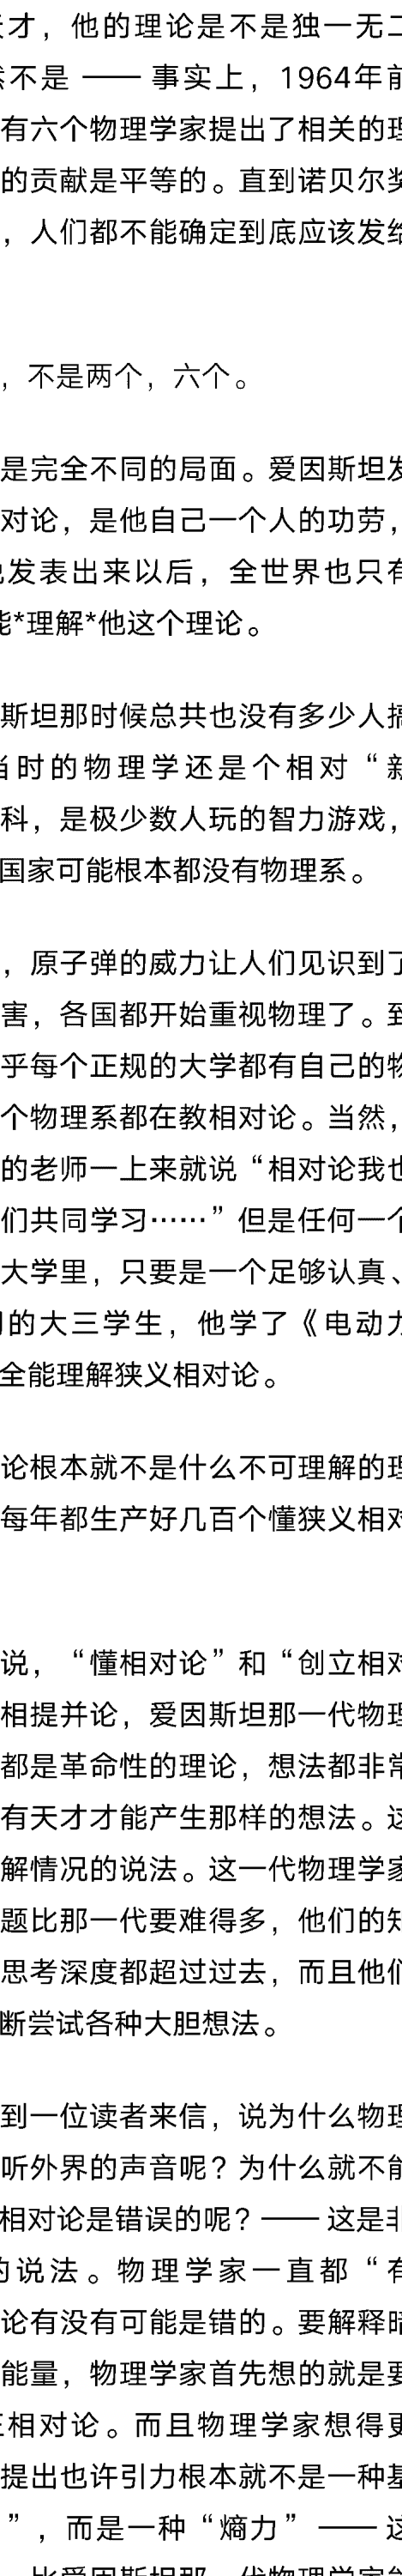 才，他的理论是不是独一无二
不是 —— 事实上，1964年前
有六个物理学家提出了相关的理
的贡献是平等的。直到诺贝尔奖
，人们都不能确定到底应该发给
，不是两个，六个。
是完全不同的局面。爱因斯坦发
对论，是他自己一个人的功劳，
发表出来以后，全世界也只有
能*理解*他这个理论。
斯坦那时候总共也没有多少人搞
当时的物理学还是个相对“新
科，是极少数人玩的智力游戏，
国家可能根本都没有物理系。
，原子弹的威力让人们见识到了
害，各国都开始重视物理了。到
乎每个正规的大学都有自己的物
个物理系都在教相对论。当然，
的老师一上来就说“相对论我也
们共同学习……”但是任何一个
大学里，只要是一个足够认真、
的大三学生，他学了《电动力
全能理解狭义相对论。
论根本就不是什么不可理解的理
每年都生产好几百个懂狭义相对
说，“懂相对论”和“创立相对
相提并论，爱因斯坦那一代物理
都是革命性的理论，想法都非常
有天才才能产生那样的想法。这
解情况的说法。这一代物理学家
题比那一代要难得多，他们的知
思考深度都超过过去，而且他们
断尝试各种大胆想法。
到一位读者来信，说为什么物理
听外界的声音呢？为什么就不能
相对论是错误的呢？—— 这是非
的说法。物理学家一直都“有
论有没有可能是错的。要解释暗
能量，物理学家首先想的就是要
正相对论。而且物理学家想得更
提出也许引力根本就不是一种基
”，而是一种“熵力” —— 这
比爱因斯坦那一代物理学家能